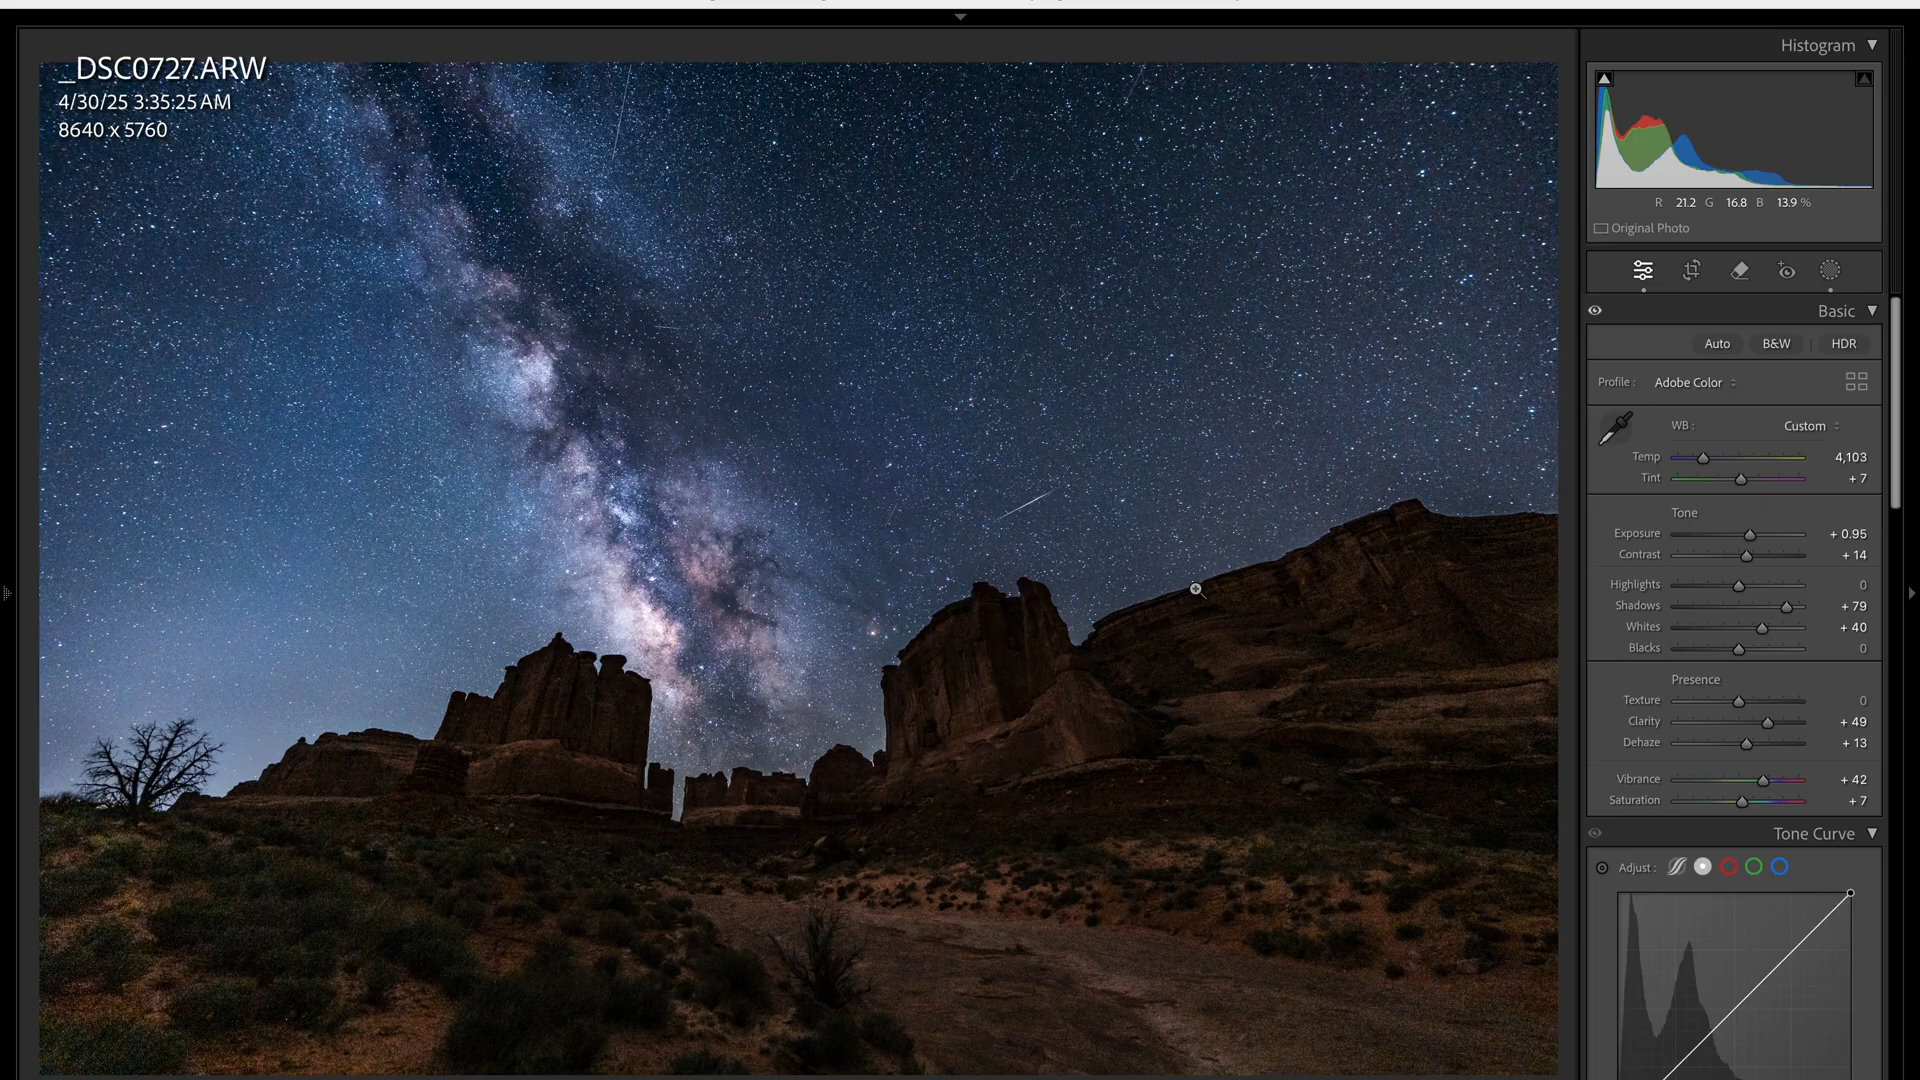 _DSC0727.ARW
4/30/25 3:35:25 AM
8640 x 5760
Histogram
R 21.2 G 16.8 B 13.9 %
Original Photo
Basic
Auto B&W | HDR
Profile : Adobe Color
WB : Custom
Temp 4,103
Tint + 7
Tone
Exposure + 0.95
Contrast + 14
Highlights 0
Shadows + 79
Whites + 40
Blacks 0
Presence
Texture 0
Clarity + 49
Dehaze + 13
Vibrance + 42
Saturation + 7
Tone Curve
Adjust :